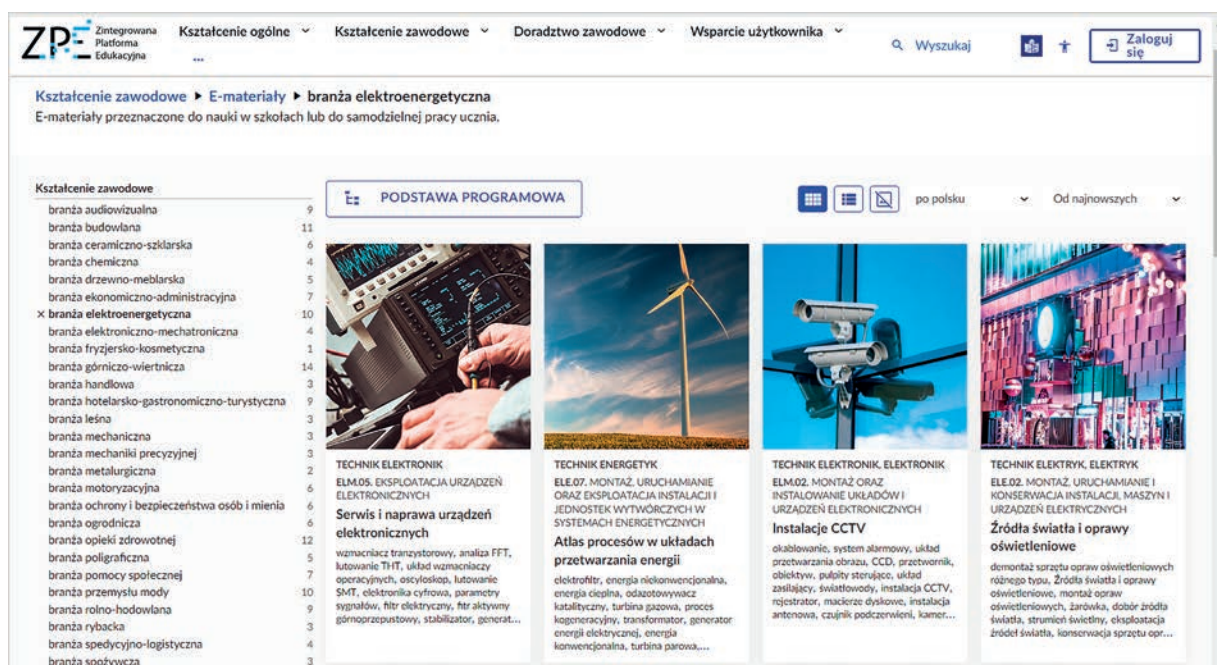 ZPE Zintegrowana
Platforma
Edukacyjna
Kształcenie ogólne
Kształcenie zawodowe
Doradztwo zawodowe
Wsparcie użytkownika
...
Wyszukaj
Zaloguj
się
Kształcenie zawodowe ▸ E-materiały ▸ branża elektroenergetyczna
E-materiały przeznaczone do nauki w szkołach lub do samodzielnej pracy ucznia.
Kształcenie zawodowe
branża audiowizualna 9
branża budowlana 11
branża ceramiczno-szklarska 6
branża chemiczna 4
branża drzewno-meblarska 5
branża ekonomiczno-administracyjna 7
× branża elektroenergetyczna 10
branża elektroniczno-mechatroniczna 4
branża fryzjersko-kosmetyczna 1
branża górniczo-wiertnicza 14
branża handlowa 3
branża hotelarsko-gastronomiczno-turystyczna 9
branża leśna 3
branża mechaniczna 3
branża mechaniki precyzyjnej 3
branża metalurgiczna 2
branża motoryzacyjna 6
branża ochrony i bezpieczeństwa osób i mienia 6
branża ogrodnicza 6
branża opieki zdrowotnej 12
branża poligraficzna 5
branża pomocy społecznej 7
branża przemysłu mody 10
branża rolno-hodowlana 9
branża rybacka 3
branża spedycyjno-logistyczna 4
branża spożywcza 3
PODSTAWA PROGRAMOWA
po polsku
Od najnowszych
TECHNIK ELEKTRONIK
ELM.05. EKSPLOATACJA URZĄDZEŃ
ELEKTRONICZNYCH
Serwis i naprawa urządzeń
elektronicznych
wzmacniacz tranzystorowy, analiza FFT,
lutowanie THT, układ wzmacniaczy
operacyjnych, oscyloskop, lutowanie
SMT, elektronika cyfrowa, parametry
sygnałów, filtr elektryczny, fitr aktywny
górnoprzepustowy, stabilizator, generat...
TECHNIK ENERGETYK
ELE.07. MONTAŻ, URUCHAMIANIE
ORAZ EKSPLOATACJA INSTALACJI I
JEDNOSTEK WYTWÓRCZYCH W
SYSTEMACH ENERGETYCZNYCH
Atlas procesów w układach
przetwarzania energii
elektrofiltr, energia niekonwencjonalna,
energia cieplna, odazotowywacz
katalityczny, turbina gazowa, proces
kogeneracyjny, transformator, generator
energii elektrycznej, energia
konwencjonalna, turbina parowa,...
TECHNIK ELEKTRONIK, ELEKTRONIK
ELM.02. MONTAŻ ORAZ
INSTALOWANIE UKŁADÓW I
URZĄDZEŃ ELEKTRONICZNYCH
Instalacje CCTV
okablowanie, system alarmowy, układ
przetwarzania obrazu, CCD, przetwornik,
obiektyw, pulpity sterujące, układ
zasilający, światłowody, instalacja CCTV,
rejestrator, macierze dyskowe, instalacja
antenowa, czujnik podczerwieni, kamer...
TECHNIK ELEKTRYK, ELEKTRYK
ELE.02. MONTAŻ, URUCHAMIANIE I
KONSERWACJA INSTALACJI, MASZYN I
URZĄDZEŃ ELEKTRYCZNYCH
Źródła światła i oprawy
oświetleniowe
demontaż sprzętu opraw oświetleniowych
różnego typu, Źródła światła i oprawy
oświetleniowe, montaż opraw
oświetleniowych, żarówka, dobór źródła
światła, strumień świetlny, eksploatacja
źródeł światła, konserwacja sprzętu opr...